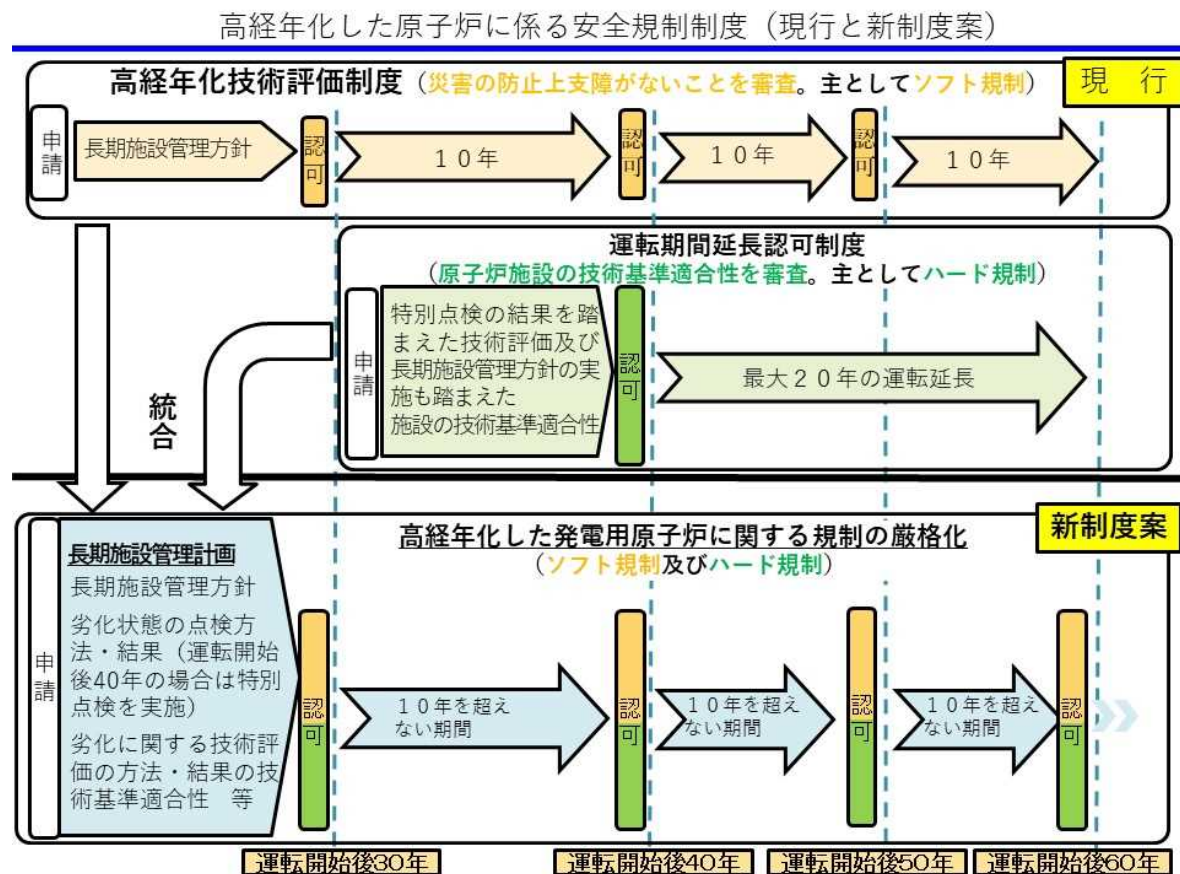 高経年化した原子炉に係る安全規制制度（現行と新制度案）
高経年化技術評価制度（災害の防止上支障がないことを審査。主としてソフト規制）
現　行
申請
長期施設管理方針
認可
１０年
認可
１０年
認可
１０年
運転期間延長認可制度
（原子炉施設の技術基準適合性を審査。主としてハード規制）
申請
特別点検の結果を踏
まえた技術評価及び
長期施設管理方針の実
施も踏まえた
施設の技術基準適合性
認可
最大２０年の運転延長
統合
新制度案
高経年化した発電用原子炉に関する規制の厳格化
（ソフト規制及びハード規制）
申請
長期施設管理計画
長期施設管理方針
劣化状態の点検方
法・結果（運転開始
後40年の場合は特別
点検を実施）
劣化に関する技術評
価の方法・結果の技
術基準適合性　等
認可
１０年を超え
ない期間
認可
１０年を超え
ない期間
認可
１０年を超え
ない期間
認可
運転開始後30年
運転開始後40年
運転開始後50年
運転開始後60年